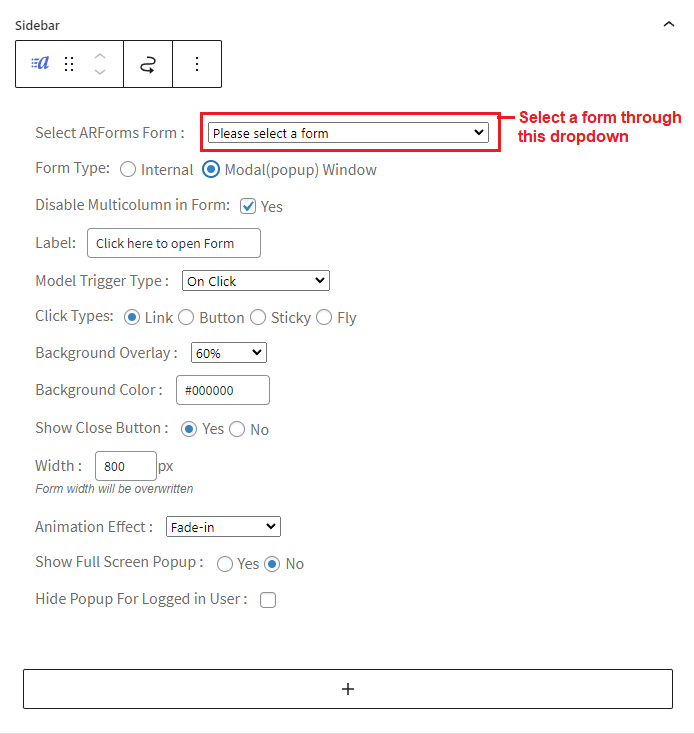 Sidebar
Select ARForms Form : Please select a form
Select a form through
this dropdown
Form Type: Internal Modal(popup) Window
Disable Multicolumn in Form: Yes
Label: Click here to open Form
Model Trigger Type : On Click
Click Types: Link Button Sticky Fly
Background Overlay : 60%
Background Color : #000000
Show Close Button : Yes No
Width : 800 px
Form width will be overwritten
Animation Effect : Fade-in
Show Full Screen Popup : Yes No
Hide Popup For Logged in User :